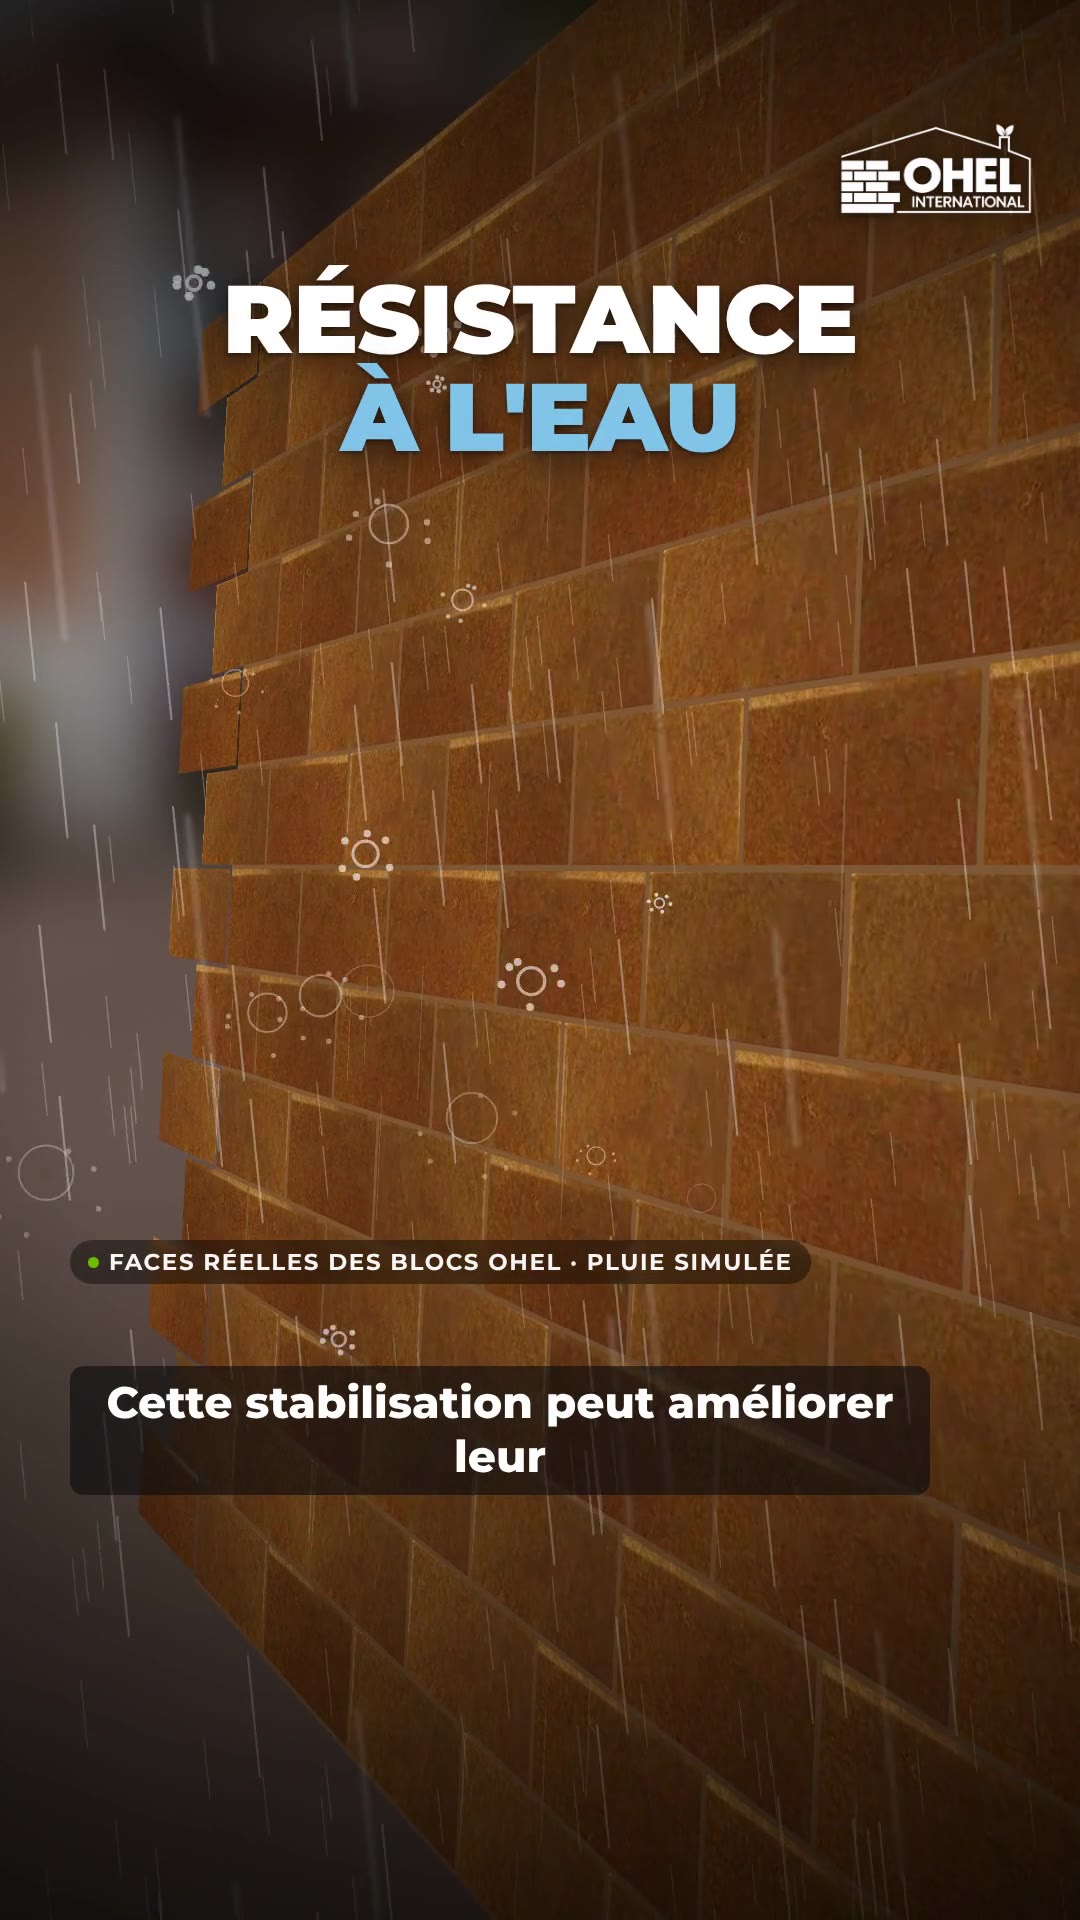 OHEL
INTERNATIONAL
RÉSISTANCE
À L'EAU
FACES RÉELLES DES BLOCS OHEL · PLUIE SIMULÉE
Cette stabilisation peut améliorer
leur